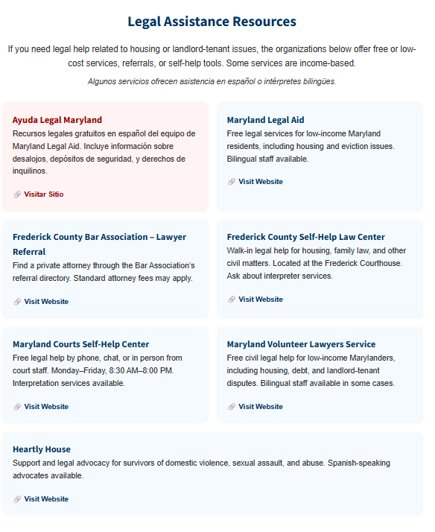 Legal Assistance Resources
If you need legal help related to housing or landlord-tenant issues, the organizations below offer free or low-
cost services, referrals, or self-help tools. Some services are income-based.
Algunos servicios ofrecen asistencia en español o intérpretes bilingües.
Ayuda Legal Maryland
Recursos legales gratuitos en español del equipo de
Maryland Legal Aid. Incluye información sobre
desalojos, depósitos de seguridad, y derechos de
inquilinos.
Visitar Sitio
Maryland Legal Aid
Free legal services for low-income Maryland
residents, including housing and eviction issues.
Bilingual staff available.
Visit Website
Frederick County Bar Association – Lawyer
Referral
Find a private attorney through the Bar Association's
referral directory. Standard attorney fees may apply.
Visit Website
Frederick County Self-Help Law Center
Walk-in legal help for housing, family law, and other
civil matters. Located at the Frederick Courthouse.
Ask about interpreter services.
Visit Website
Maryland Courts Self-Help Center
Free legal help by phone, chat, or in person from
court staff. Monday–Friday, 8:30 AM–8:00 PM.
Interpretation services available.
Visit Website
Maryland Volunteer Lawyers Service
Free civil legal help for low-income Marylanders,
including housing, debt, and landlord-tenant
disputes. Bilingual staff available in some cases.
Visit Website
Heartly House
Support and legal advocacy for survivors of domestic violence, sexual assault, and abuse. Spanish-speaking
advocates available.
Visit Website